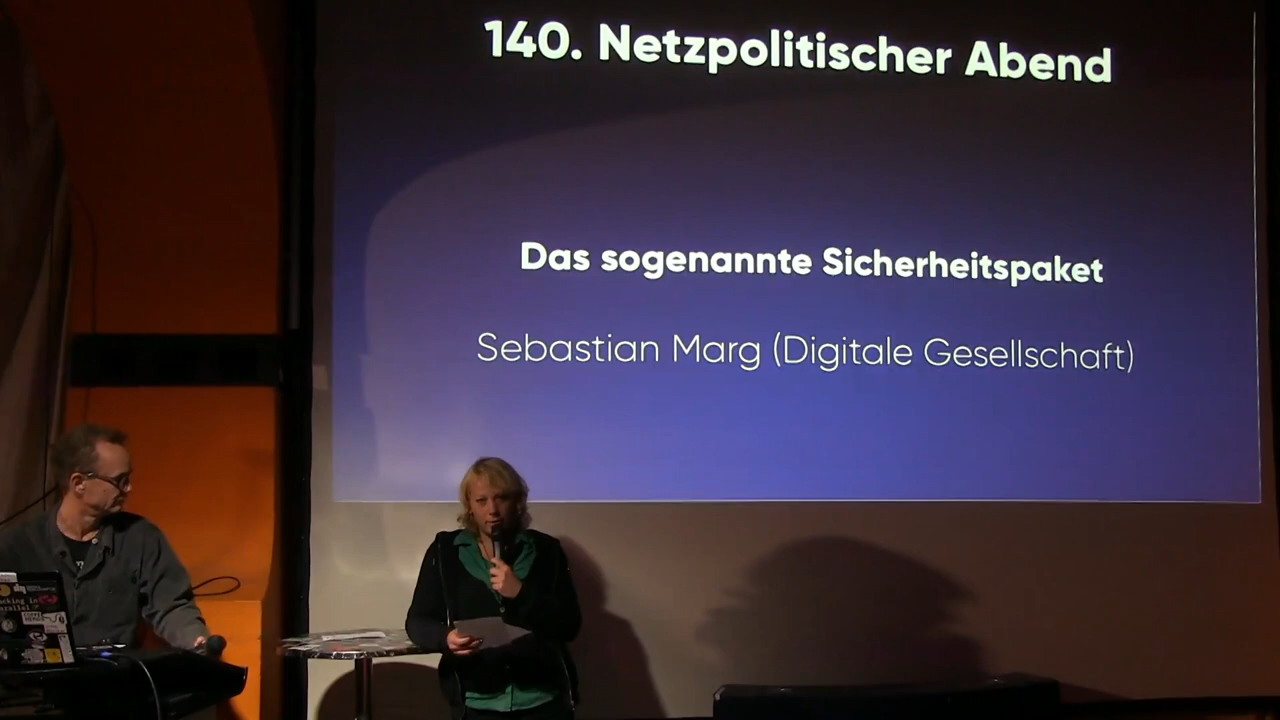 140. Netzpolitischer Abend
Das sogenannte Sicherheitspaket
Sebastian Marg (Digitale Gesellschaft)